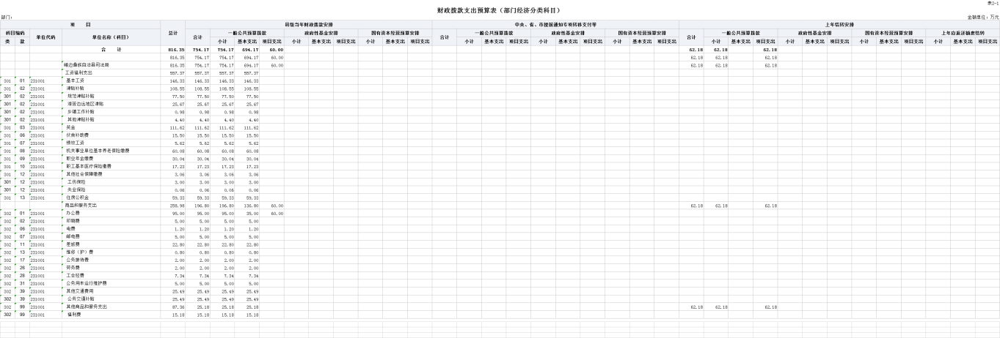 表2-1
财政拨款支出预算表（部门经济分类科目）
部门： 金额单位：万元
项 目 总计 县级当年财政拨款安排 中央、省、市提前通知专项转移支付等 上年结转安排
科目编码 单位代码 单位名称（科目） 合计 一般公共预算拨款 政府性基金安排 国有资本经营预算安排 合计 一般公共预算拨款 政府性基金安排 国有资本经营预算安排 合计 一般公共预算拨款 政府性基金安排 国有资本经营预算安排 上年应返还额度结转
类 款 小计 基本支出 项目支出 小计 基本支出 项目支出 小计 基本支出 项目支出 小计 基本支出 项目支出 小计 基本支出 项目支出 小计 基本支出 项目支出 小计 基本支出 项目支出 小计 基本支出 项目支出 小计 基本支出 项目支出 小计 基本支出 项目支出
合 计 816.35 754.17 754.17 694.17 60.00 62.18 62.18 62.18
816.35 754.17 754.17 694.17 60.00 62.18 62.18 62.18
峨边彝族自治县司法局 816.35 754.17 754.17 694.17 60.00 62.18 62.18 62.18
工资福利支出 557.37 557.37 557.37 557.37
301 01 231001 基本工资 146.33 146.33 146.33 146.33
301 02 231001 津贴补贴 108.55 108.55 108.55 108.55
301 02 231001 规范津贴补贴 77.50 77.50 77.50 77.50
301 02 231001 艰苦边远地区津贴 25.67 25.67 25.67 25.67
301 02 231001 乡镇工作补贴 0.98 0.98 0.98 0.98
301 02 231001 其他津贴补贴 4.40 4.40 4.40 4.40
301 03 231001 奖金 111.62 111.62 111.62 111.62
301 06 231001 伙食补助费 15.50 15.50 15.50 15.50
301 07 231001 绩效工资 5.62 5.62 5.62 5.62
301 08 231001 机关事业单位基本养老保险缴费 60.08 60.08 60.08 60.08
301 09 231001 职业年金缴费 30.04 30.04 30.04 30.04
301 10 231001 职工基本医疗保险缴费 17.23 17.23 17.23 17.23
301 12 231001 其他社会保障缴费 3.06 3.06 3.06 3.06
301 12 231001 工伤保险 3.00 3.00 3.00 3.00
301 12 231001 失业保险 0.06 0.06 0.06 0.06
301 13 231001 住房公积金 59.33 59.33 59.33 59.33
商品和服务支出 258.98 196.80 196.80 136.80 60.00 62.18 62.18 62.18
302 01 231001 办公费 95.00 95.00 95.00 35.00 60.00
302 02 231001 印刷费 5.00 5.00 5.00 5.00
302 06 231001 电费 1.20 1.20 1.20 1.20
302 07 231001 邮电费 5.00 5.00 5.00 5.00
302 11 231001 差旅费 22.80 22.80 22.80 22.80
302 13 231001 维修（护）费 0.80 0.80 0.80 0.80
302 17 231001 公务接待费 2.00 2.00 2.00 2.00
302 26 231001 劳务费 2.00 2.00 2.00 2.00
302 28 231001 工会经费 7.34 7.34 7.34 7.34
302 31 231001 公务用车运行维护费 5.00 5.00 5.00 5.00
302 39 231001 其他交通费用 25.49 25.49 25.49 25.49
302 39 231001 公务交通补贴 25.49 25.49 25.49 25.49
302 99 231001 其他商品和服务支出 87.36 25.18 25.18 25.18 62.18 62.18 62.18
302 99 231001 福利费 15.18 15.18 15.18 15.18